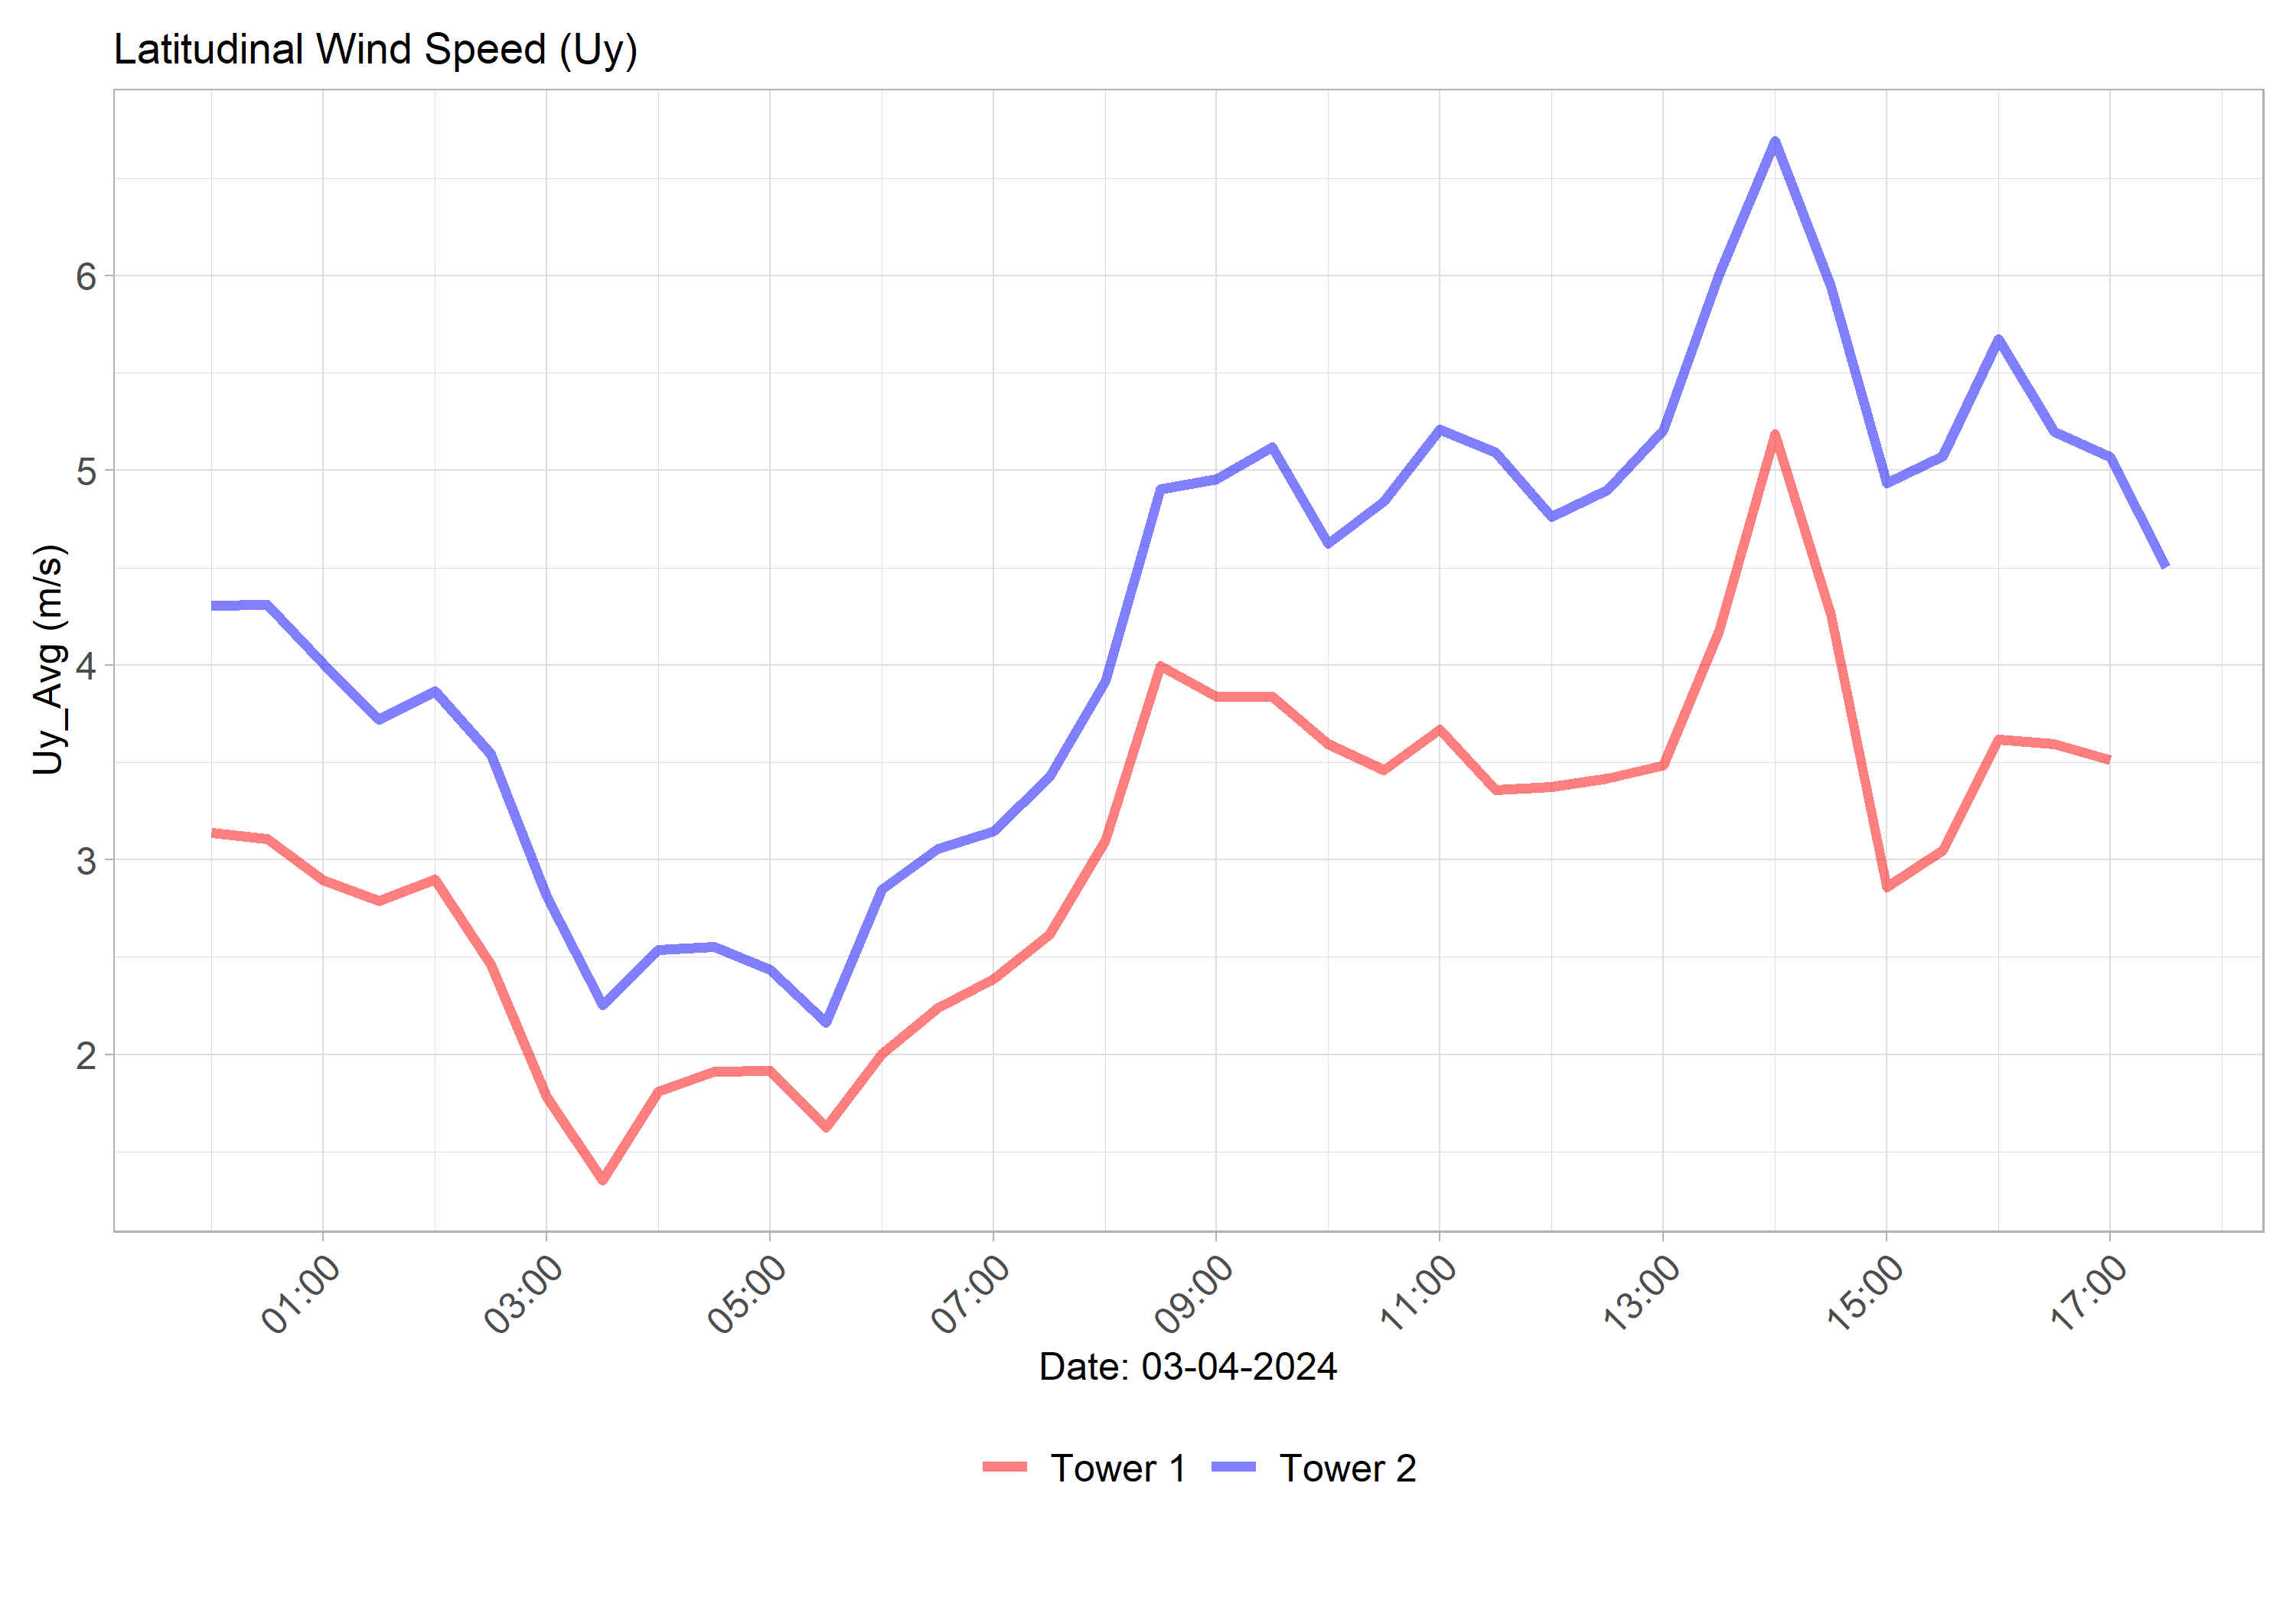 Latitudinal Wind Speed (Uy)
Uy_Avg (m/s)
6
5
4
3
2
01:00 03:00 05:00 07:00 09:00 11:00 13:00 15:00 17:00
Date: 03-04-2024
Tower 1 Tower 2